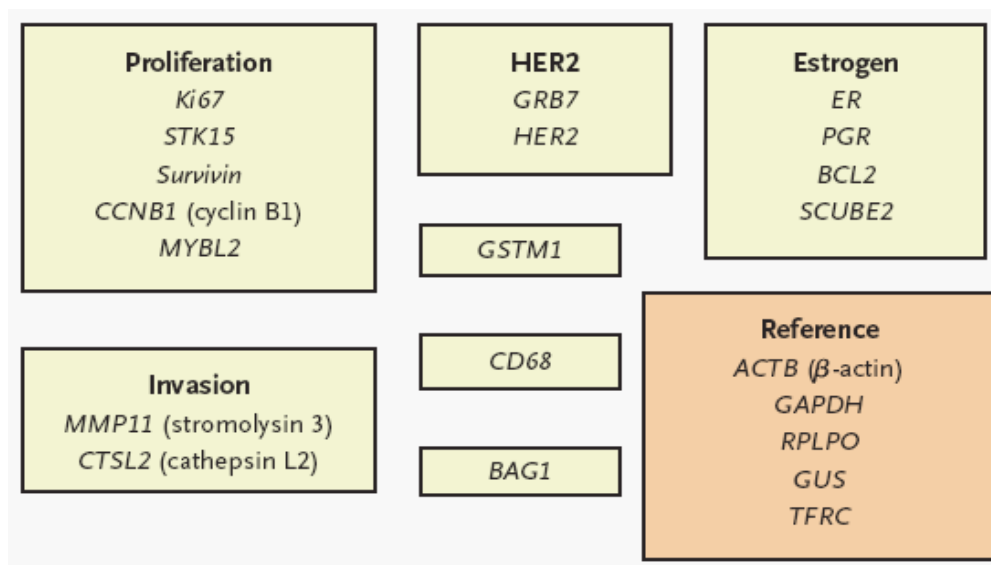 Proliferation
Ki67
STK15
Survivin
CCNB1 (cyclin B1)
MYBL2
HER2
GRB7
HER2
Estrogen
ER
PGR
BCL2
SCUBE2
GSTM1
Invasion
MMP11 (stromolysin 3)
CTSL2 (cathepsin L2)
CD68
BAG1
Reference
ACTB (β-actin)
GAPDH
RPLPO
GUS
TFRC